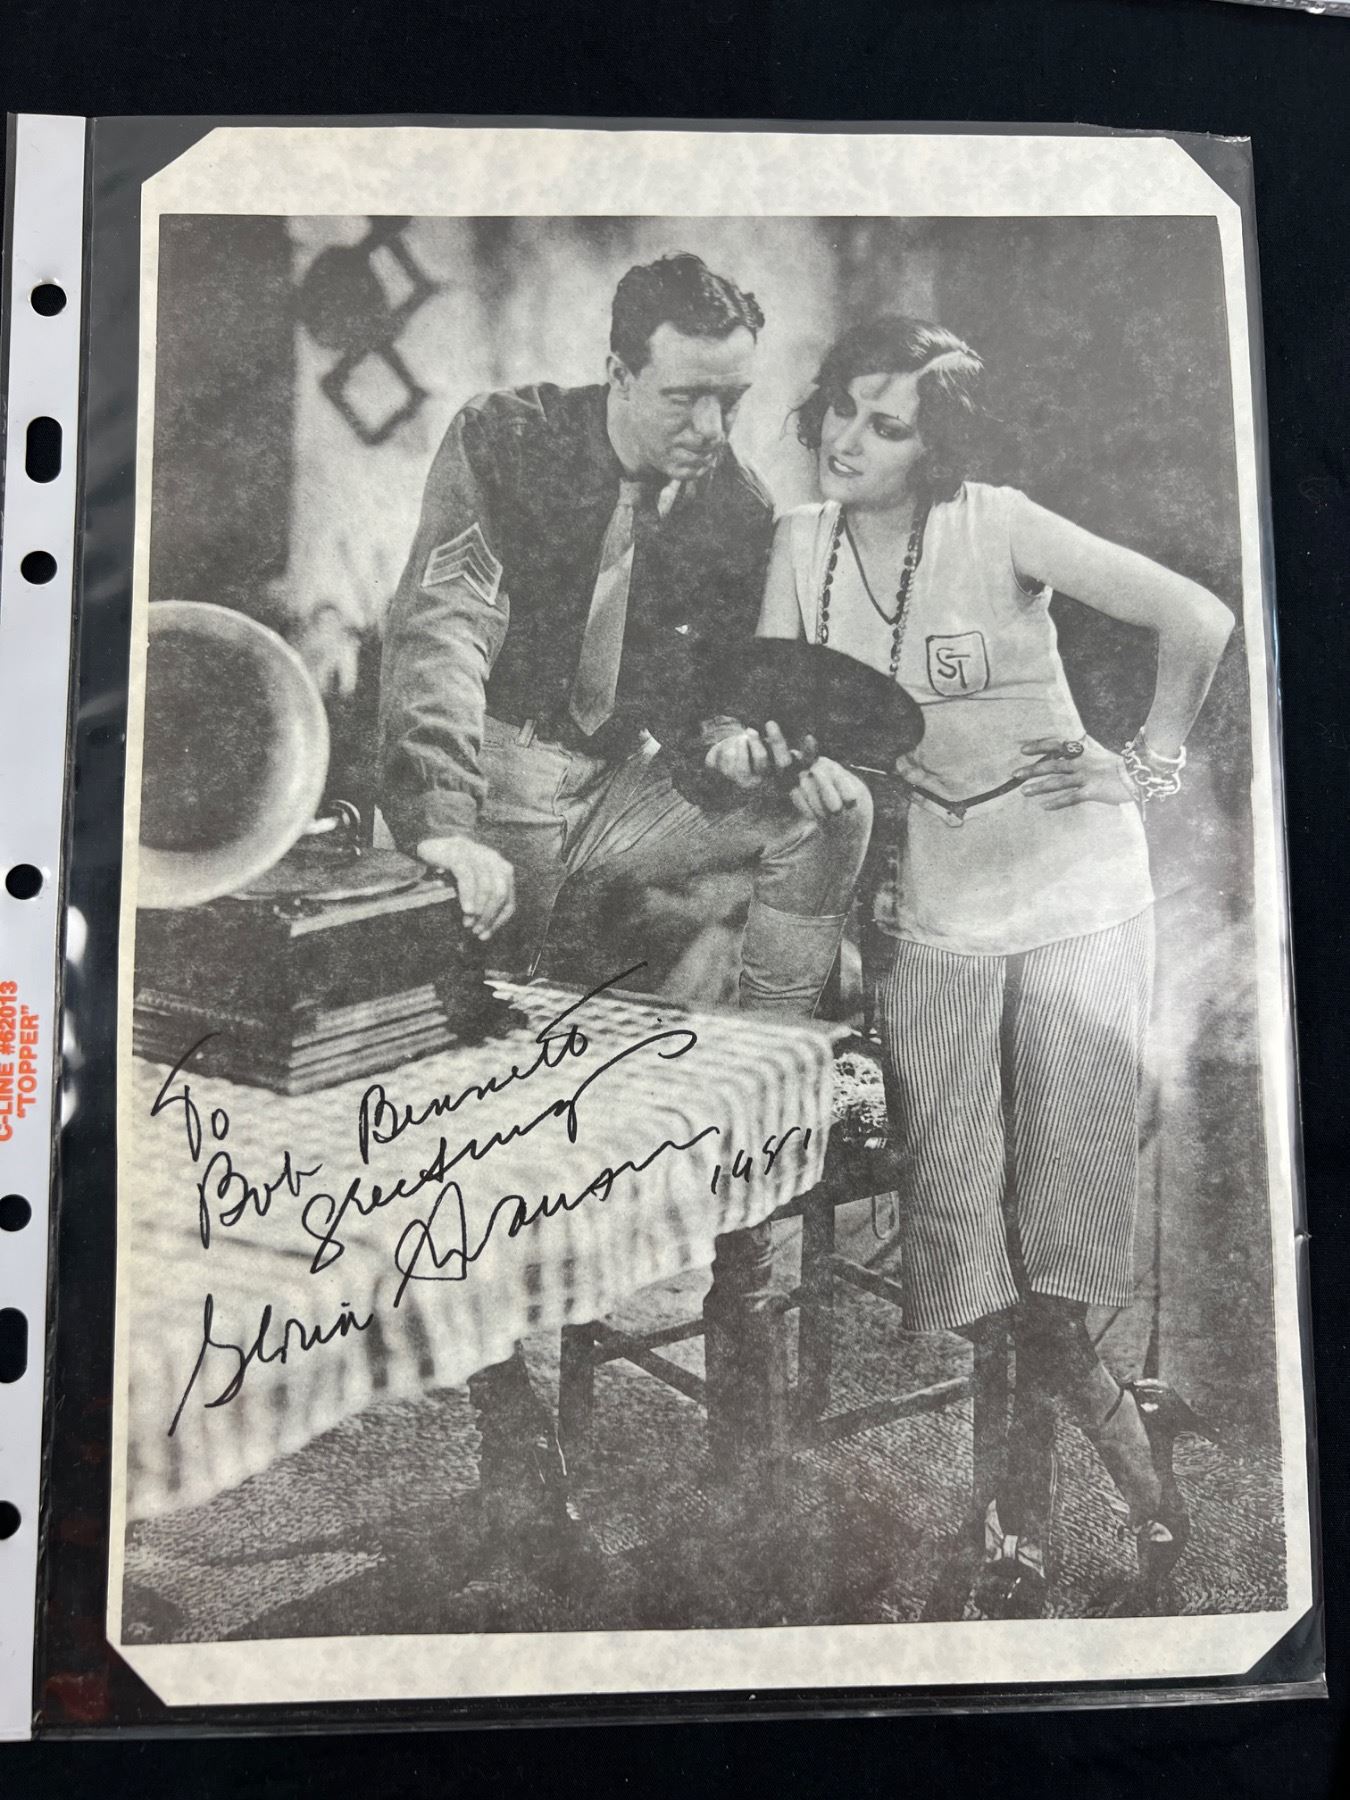 To
Bob Bennett
Greetings
Gloria Swanson 1981
ST
C-LINE #62013
"TOPPER"